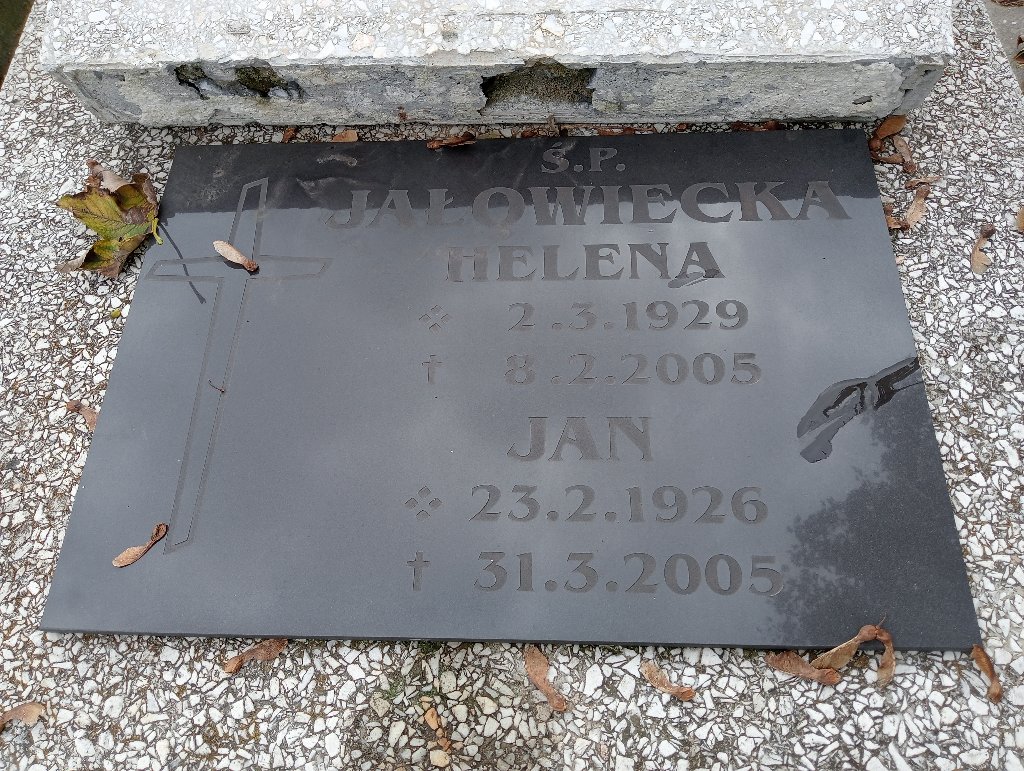 Ś.P.
JAŁOWIECKA
HELENA
2.3.1929
† 8.2.2005
JAN
23.2.1926
† 31.3.2005